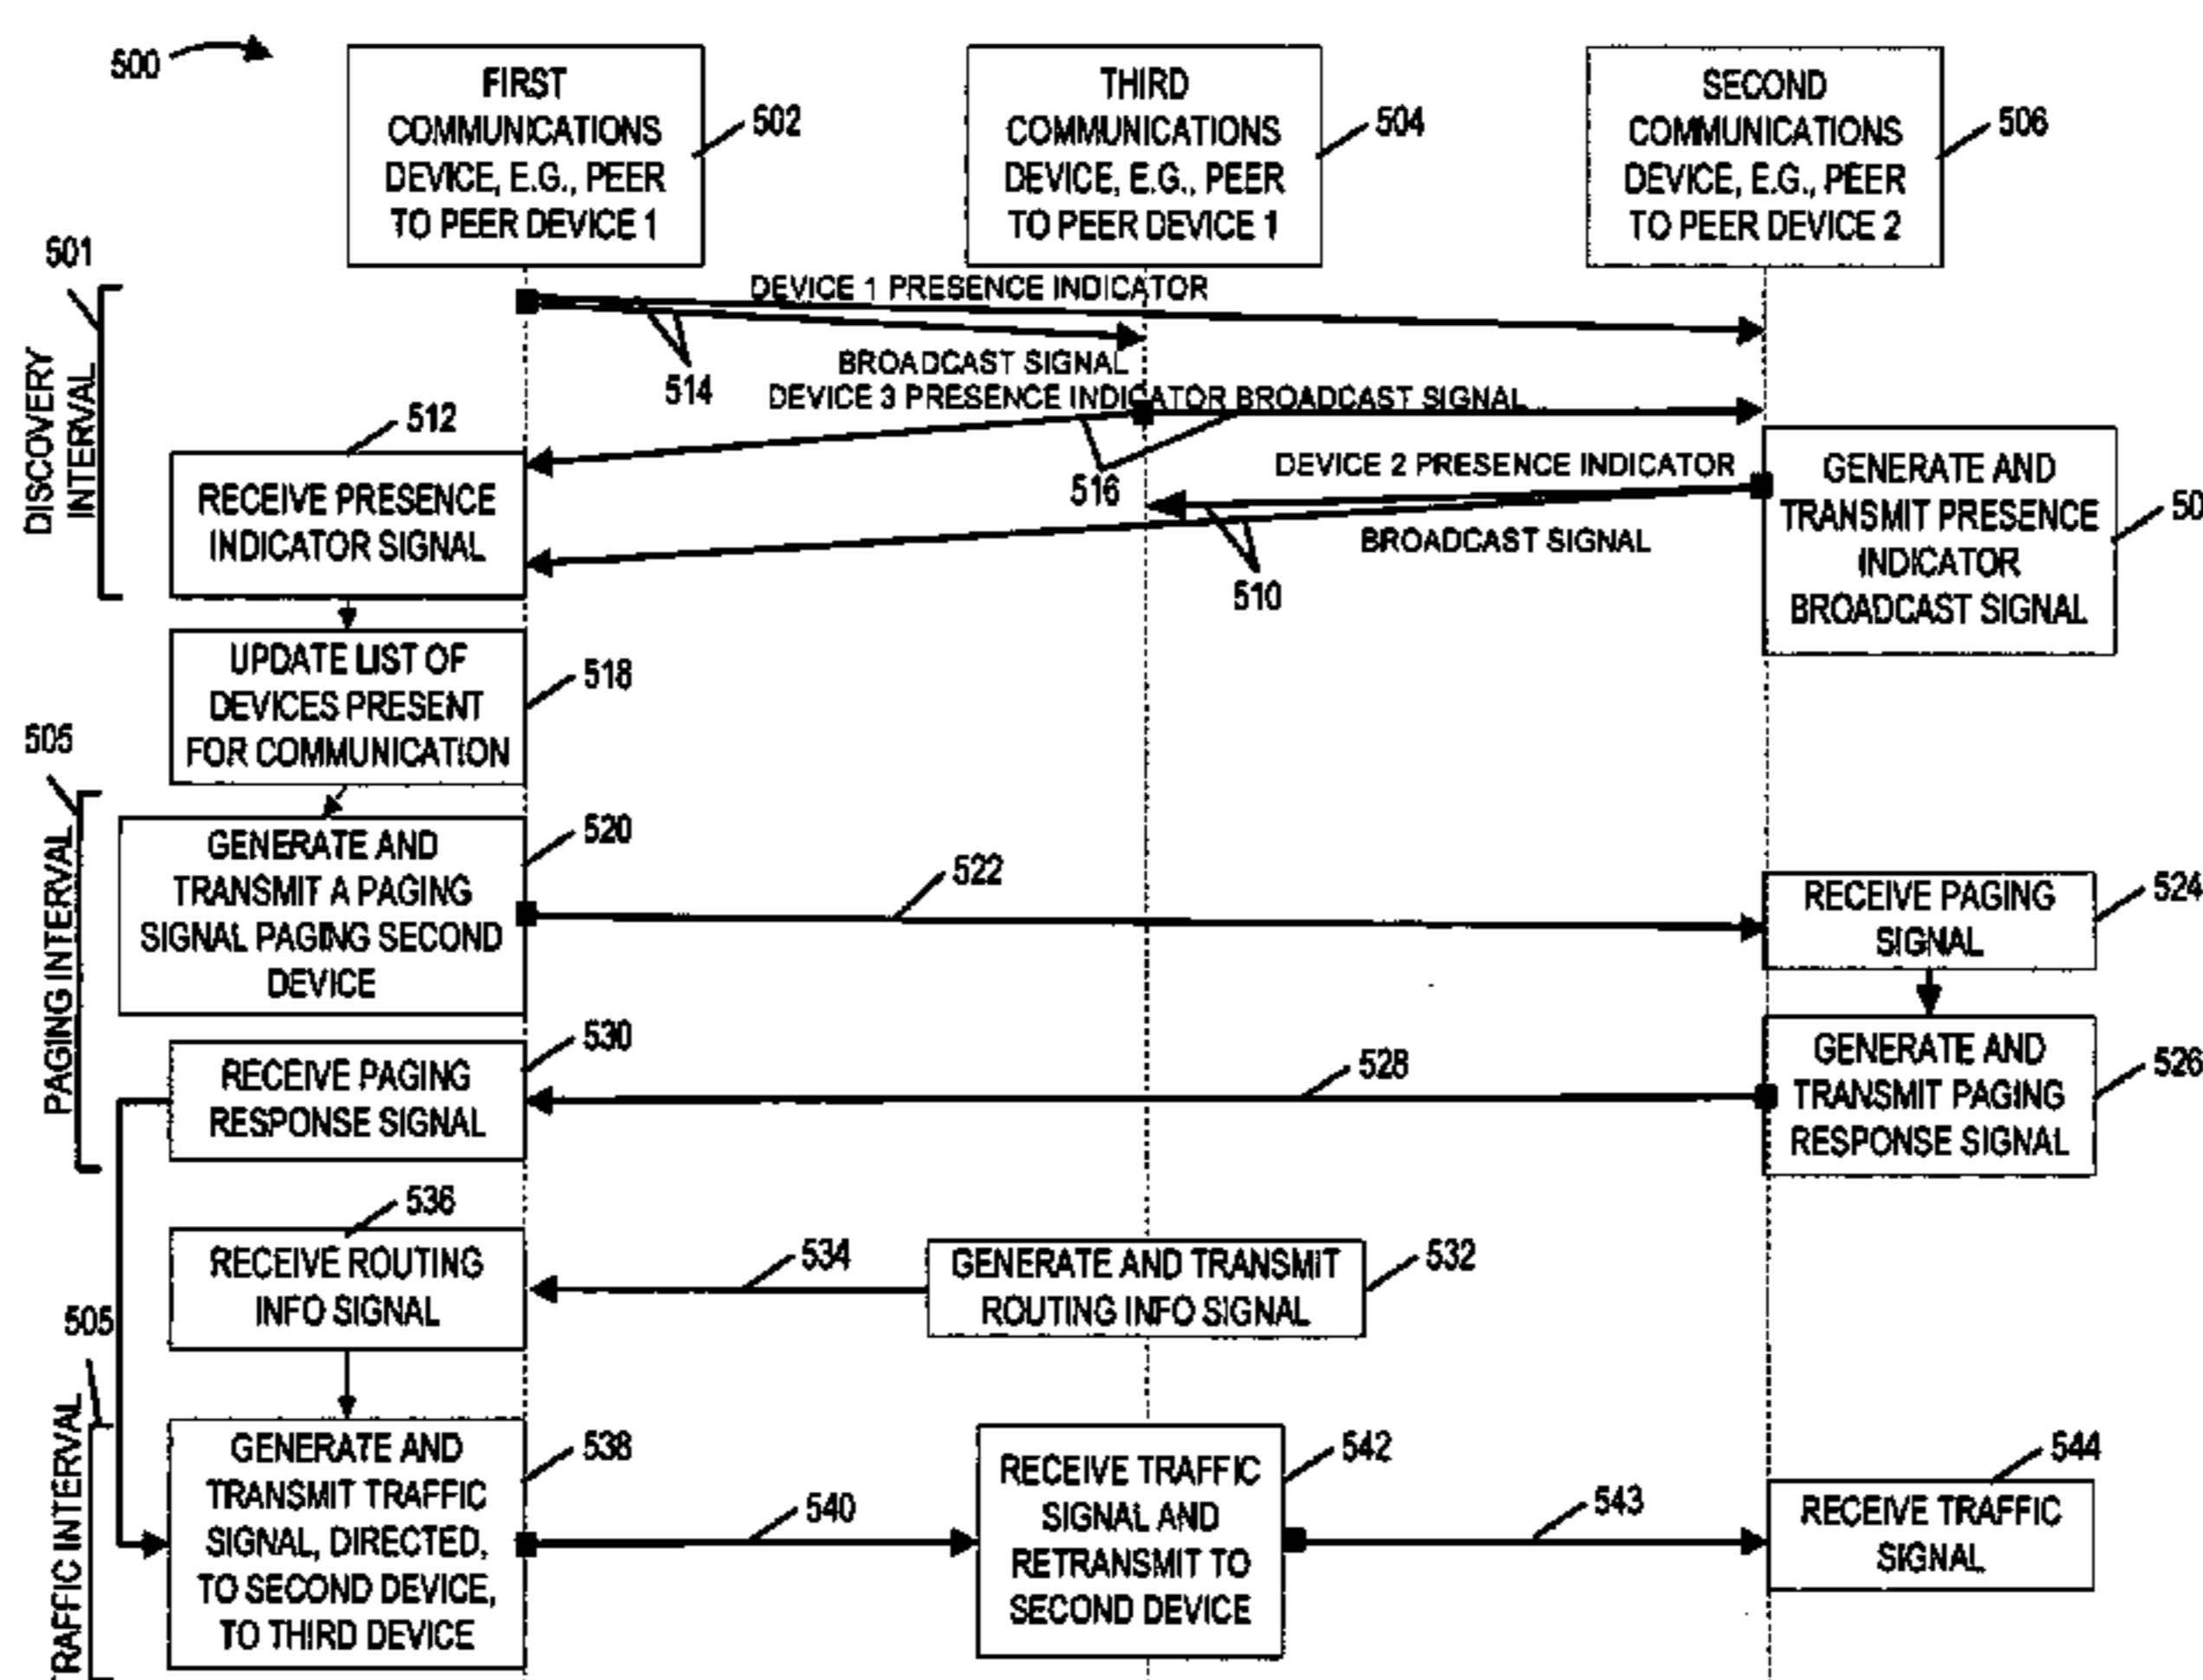 500
FIRST
COMMUNICATIONS
DEVICE, E.G., PEER
TO PEER DEVICE 1
502
THIRD
COMMUNICATIONS
DEVICE, E.G., PEER
TO PEER DEVICE 1
504
SECOND
COMMUNICATIONS
DEVICE, E.G., PEER
TO PEER DEVICE 2
506
501
DISCOVERY
INTERVAL
DEVICE 1 PRESENCE INDICATOR
BROADCAST SIGNAL
514
DEVICE 3 PRESENCE INDICATOR BROADCAST SIGNAL
516
512
RECEIVE PRESENCE
INDICATOR SIGNAL
DEVICE 2 PRESENCE INDICATOR
BROADCAST SIGNAL
510
GENERATE AND
TRANSMIT PRESENCE
INDICATOR
BROADCAST SIGNAL
50
UPDATE LIST OF
DEVICES PRESENT
FOR COMMUNICATION
518
505
PAGING INTERVAL
GENERATE AND
TRANSMIT A PAGING
SIGNAL PAGING SECOND
DEVICE
520
522
RECEIVE PAGING
SIGNAL
524
RECEIVE PAGING
RESPONSE SIGNAL
530
528
GENERATE AND
TRANSMIT PAGING
RESPONSE SIGNAL
526
536
RECEIVE ROUTING
INFO SIGNAL
534
GENERATE AND TRANSMIT
ROUTING INFO SIGNAL
532
505
TRAFFIC INTERVAL
GENERATE AND
TRANSMIT TRAFFIC
SIGNAL, DIRECTED,
TO SECOND DEVICE,
TO THIRD DEVICE
538
540
RECEIVE TRAFFIC
SIGNAL AND
RETRANSMIT TO
SECOND DEVICE
542
543
RECEIVE TRAFFIC
SIGNAL
544